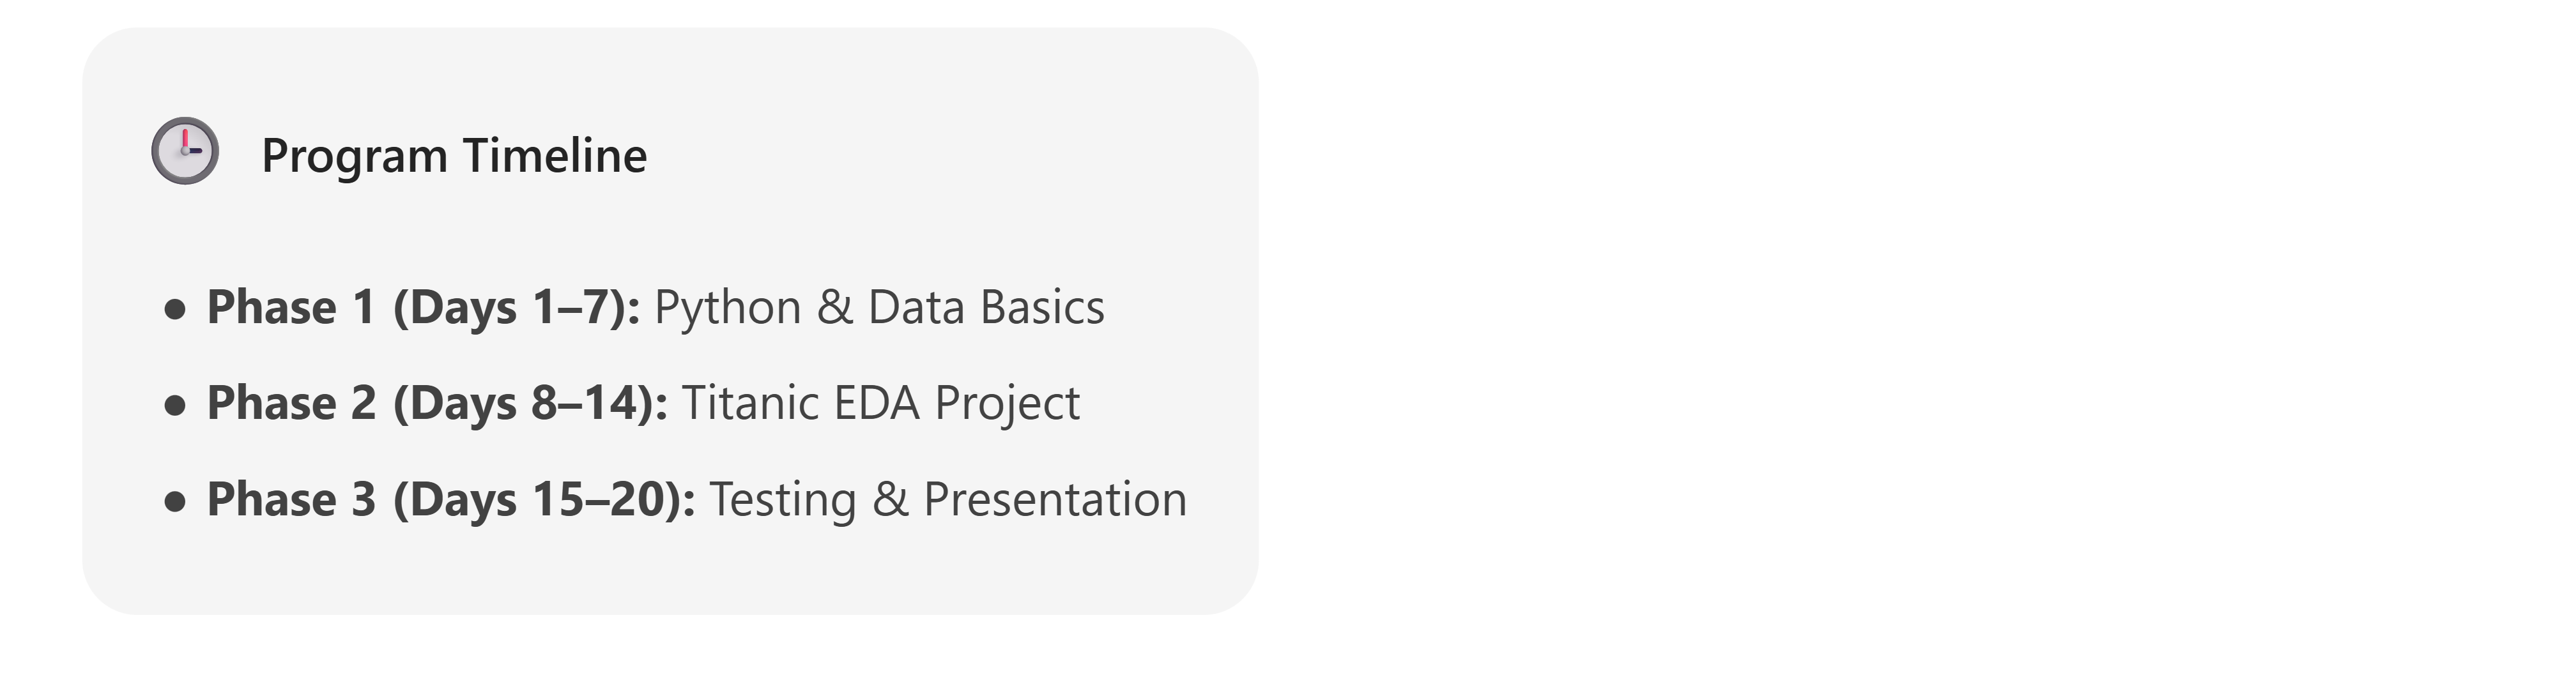 Program Timeline
● Phase 1 (Days 1–7): Python & Data Basics
● Phase 2 (Days 8–14): Titanic EDA Project
● Phase 3 (Days 15–20): Testing & Presentation